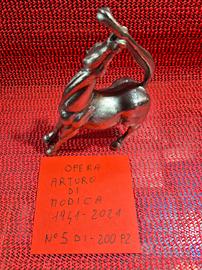 OPERA
ARTURO
DI
MODICA
1941-2021
N° 5 DI-200 PZ